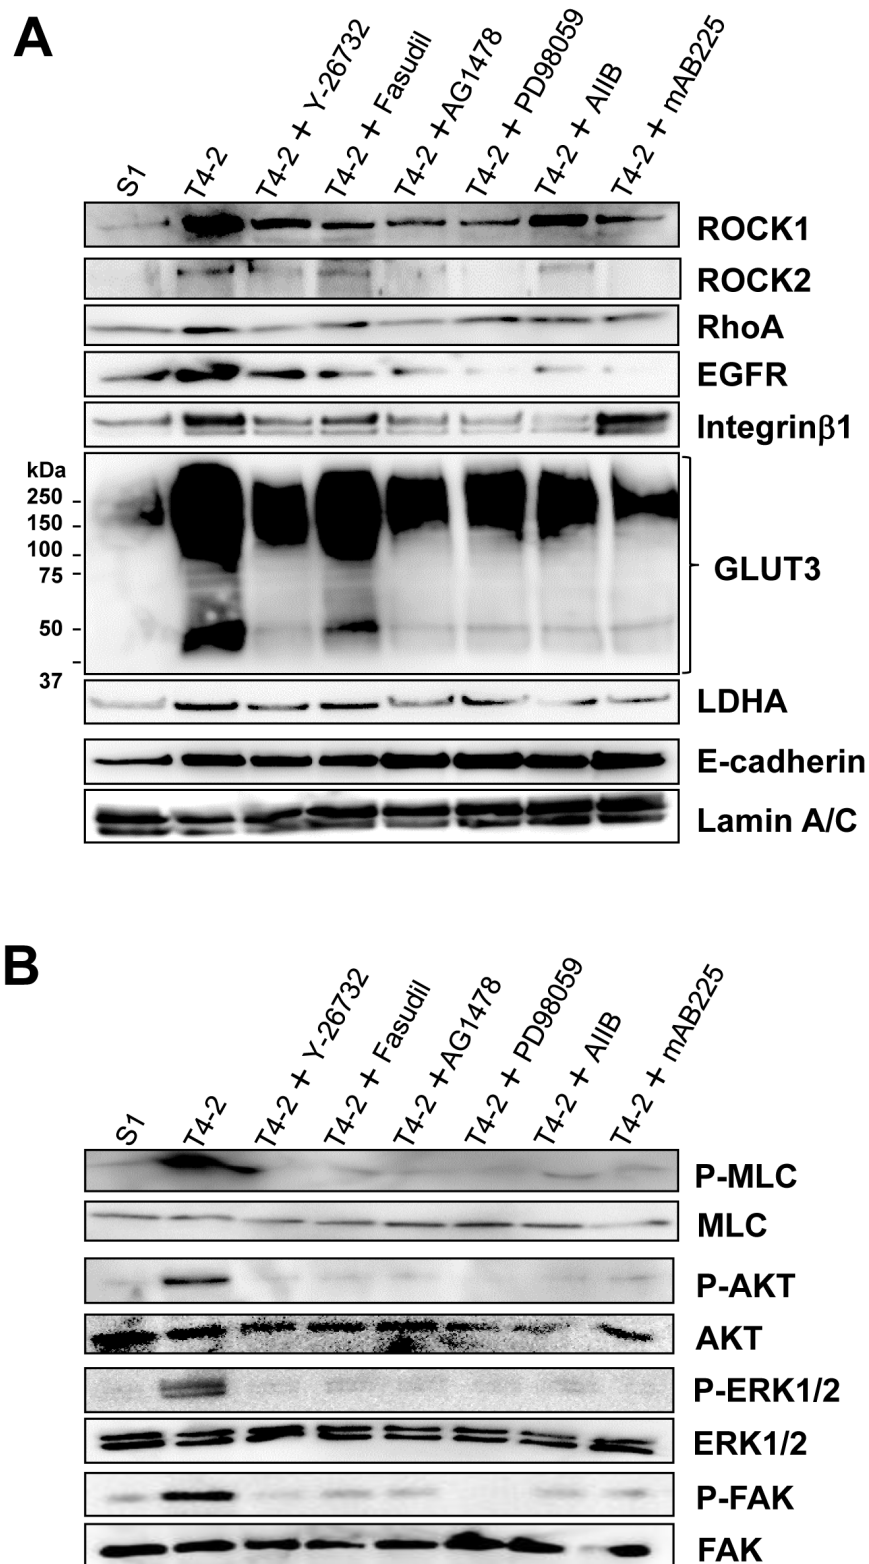 A
S1
T4-2
T4-2 + Y-26732
T4-2 + Fasudil
T4-2 +AG1478
T4-2 + PD98059
T4-2 + AIIB
T4-2 + mAB225
ROCK1
ROCK2
RhoA
EGFR
Integrinβ1
kDa
250
150
100
75
50
37
GLUT3
LDHA
E-cadherin
Lamin A/C
B
S1
T4-2
T4-2 + Y-26732
T4-2 + Fasudil
T4-2 +AG1478
T4-2 + PD98059
T4-2 + AIIB
T4-2 + mAB225
P-MLC
MLC
P-AKT
AKT
P-ERK1/2
ERK1/2
P-FAK
FAK